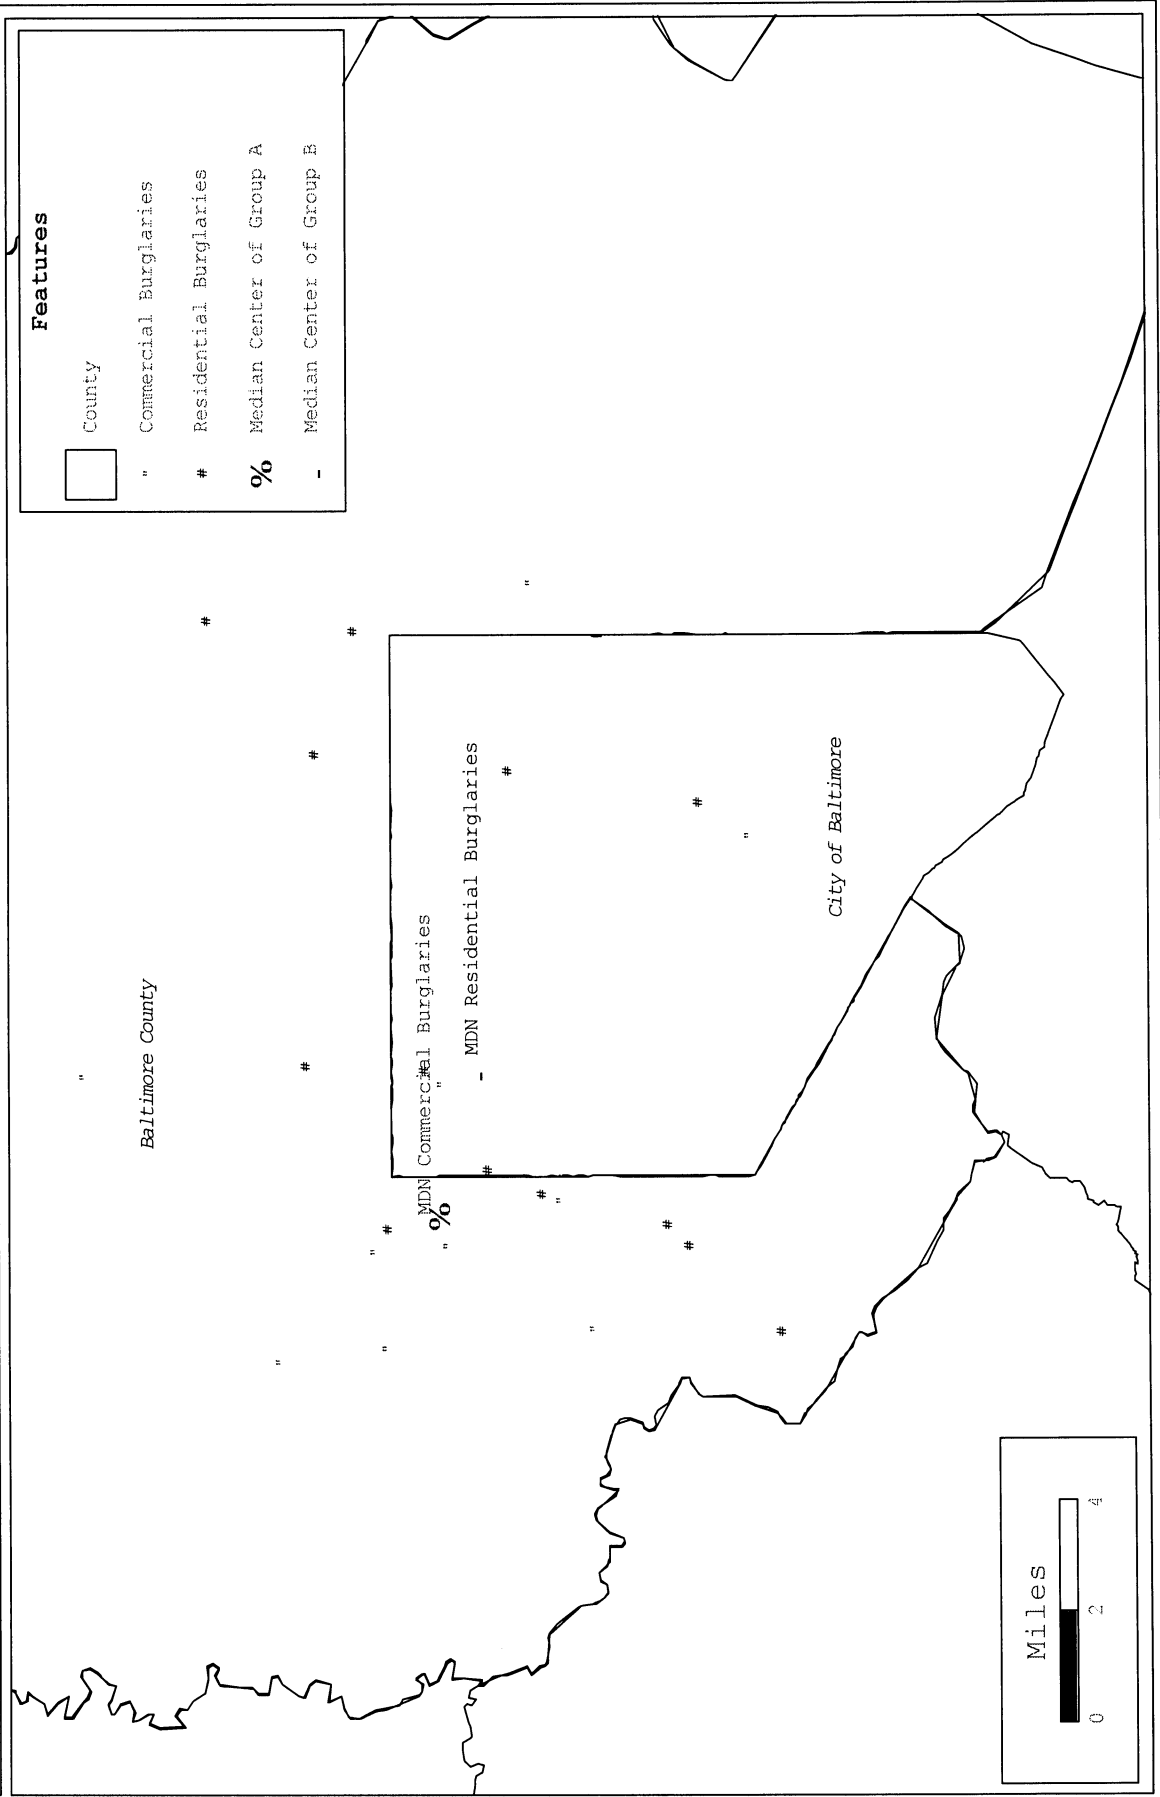 Features
County
" Commercial Burglaries
# Residential Burglaries
% Median Center of Group A
- Median Center of Group B
Baltimore County
MDN Commercial Burglaries
%
- MDN Residential Burglaries
City of Baltimore
Miles
0 2 4